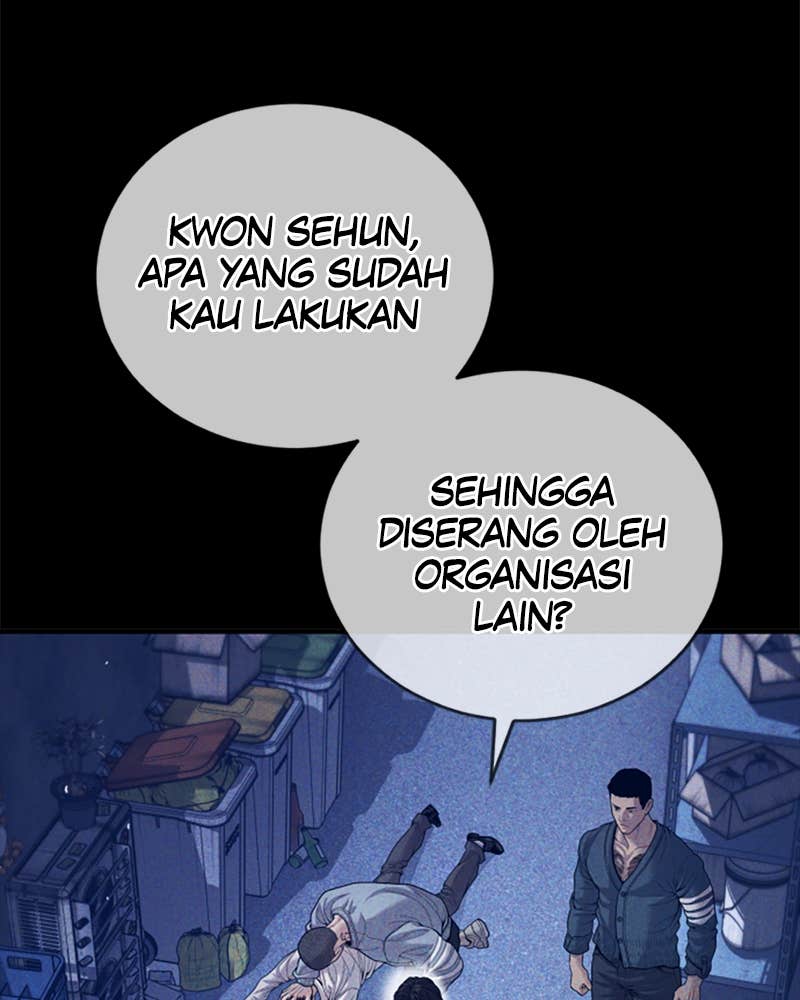 KWON SEHUN,
APA YANG SUDAH
KAU LAKUKAN
SEHINGGA
DISERANG OLEH
ORGANISASI
LAIN?